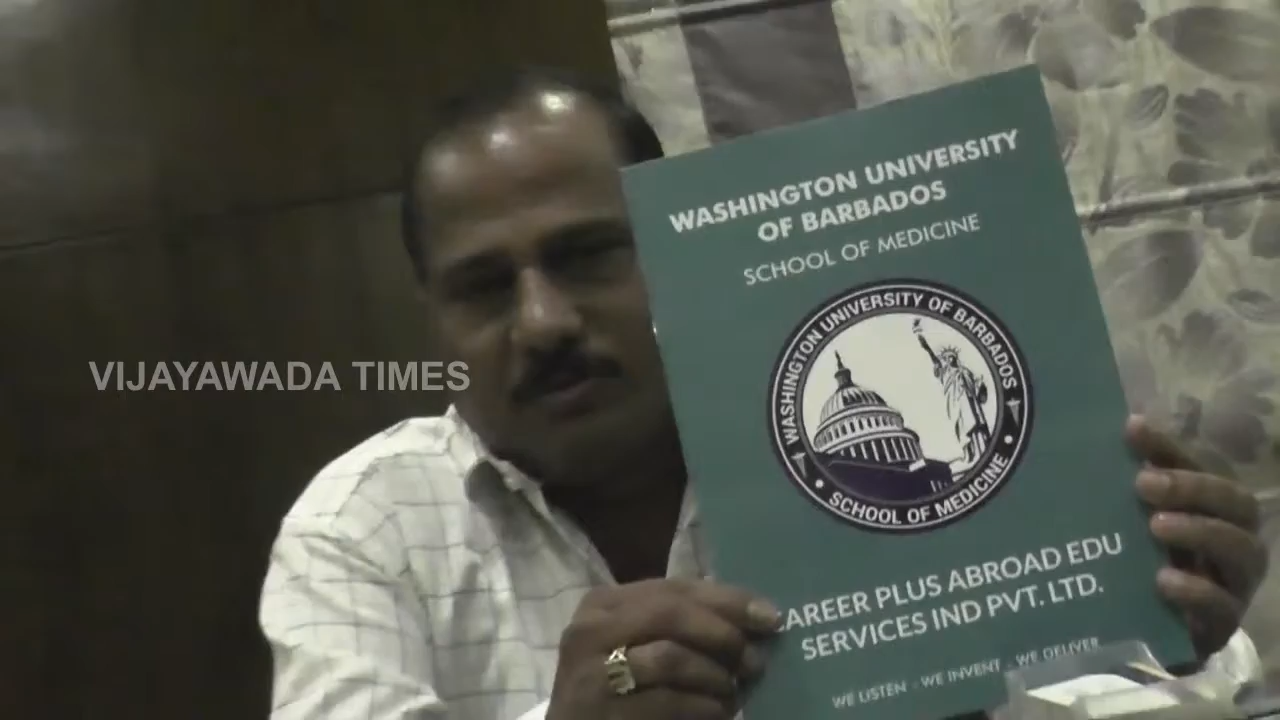 WASHINGTON UNIVERSITY
OF BARBADOS
SCHOOL OF MEDICINE
WASHINGTON UNIVERSITY OF BARBADOS
SCHOOL OF MEDICINE
VIJAYAWADA TIMES
CAREER PLUS ABROAD EDU
SERVICES IND PVT. LTD.
WE LISTEN - WE INVENT - WE DELIVER